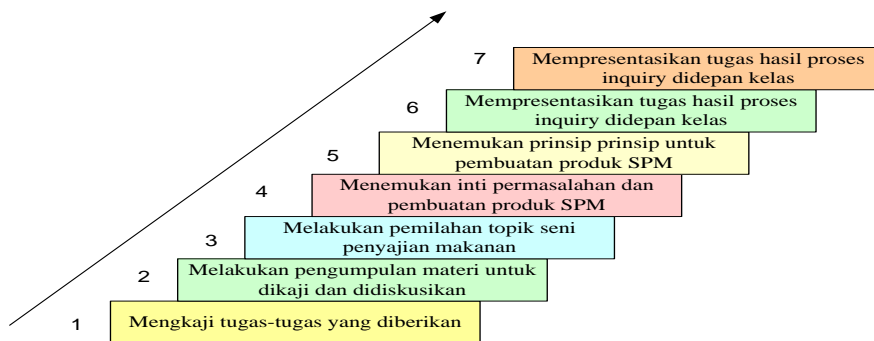 7
Mempresentasikan tugas hasil proses
inquiry didepan kelas
6
Mempresentasikan tugas hasil proses
inquiry didepan kelas
5
Menemukan prinsip prinsip untuk
pembuatan produk SPM
4
Menemukan inti permasalahan dan
pembuatan produk SPM
3
Melakukan pemilahan topik seni
penyajian makanan
2
Melakukan pengumpulan materi untuk
dikaji dan didiskusikan
1
Mengkaji tugas-tugas yang diberikan